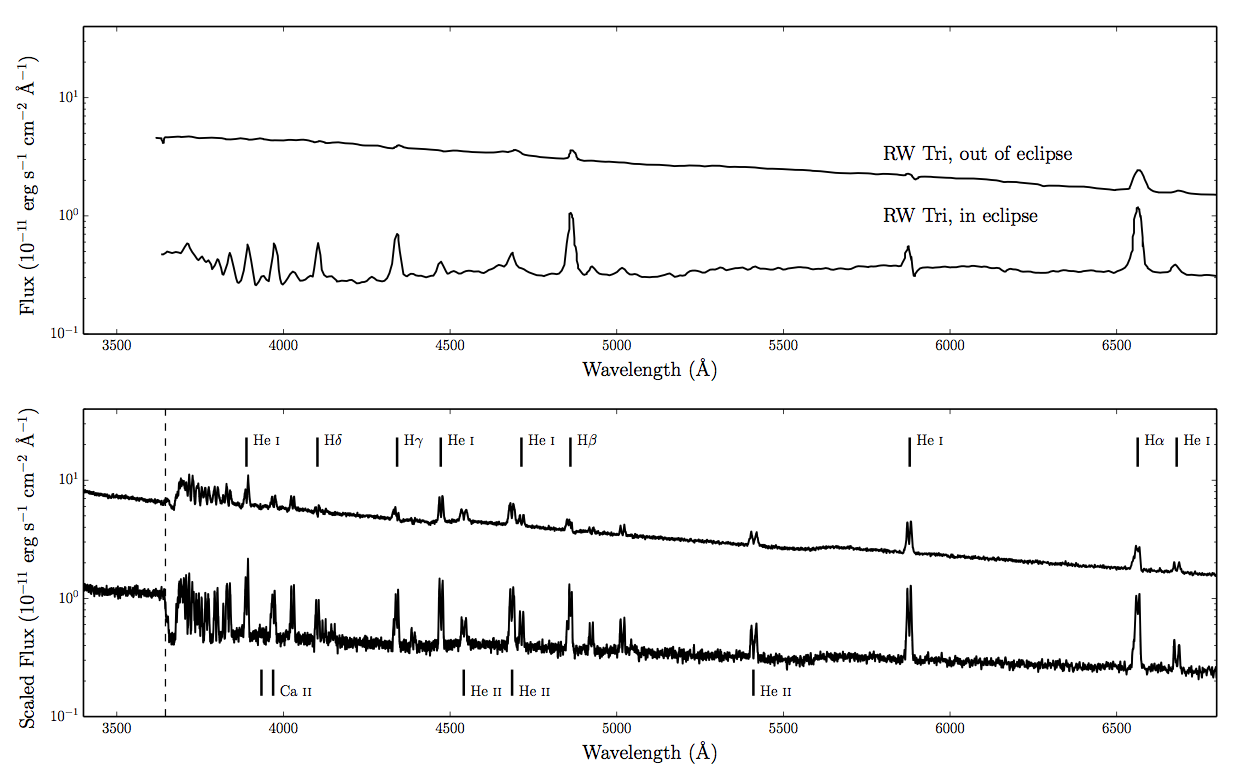 Flux (10⁻¹¹ erg s⁻¹ cm⁻² Å⁻¹)
10¹
10⁰
10⁻¹
RW Tri, out of eclipse
RW Tri, in eclipse
3500 4000 4500 5000 5500 6000 6500
Wavelength (Å)
Scaled Flux (10⁻¹¹ erg s⁻¹ cm⁻² Å⁻¹)
10¹
10⁰
10⁻¹
He I Hδ Hγ He I He I Hβ He I Hα He I
Ca II He II He II He II
3500 4000 4500 5000 5500 6000 6500
Wavelength (Å)